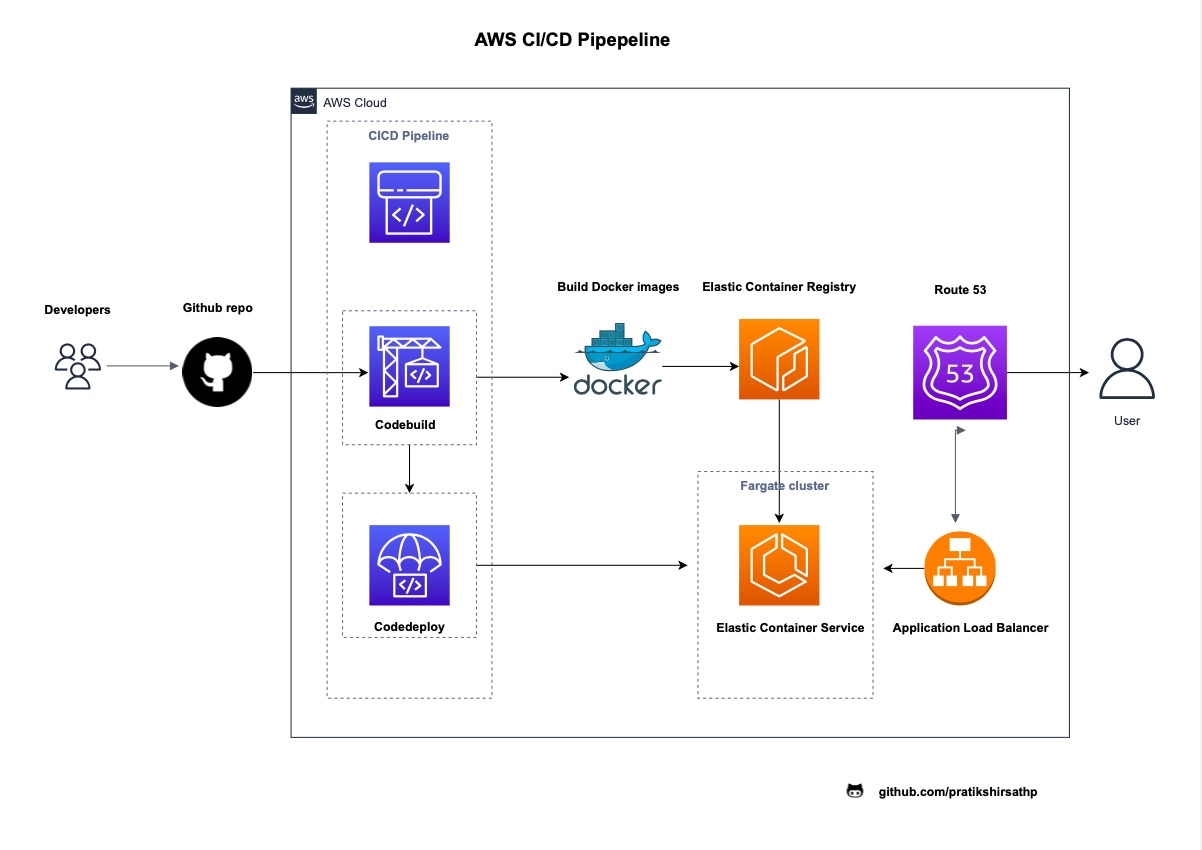 AWS CI/CD Pipepeline
aws
AWS Cloud
CICD Pipeline
</>
Build Docker images
Elastic Container Registry
Route 53
Developers
Github repo
</>
docker
53
Codebuild
User
Fargate cluster
</>
Codedeploy
Elastic Container Service
Application Load Balancer
github.com/pratikshirsathp